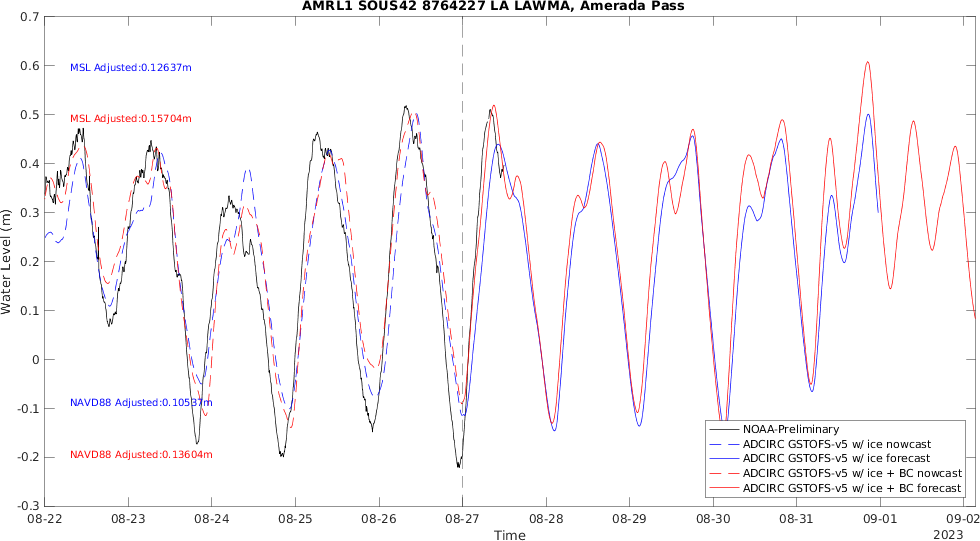 AMRL1 SOUS42 8764227 LA LAWMA, Amerada Pass
0.7
0.6
0.5
0.4
0.3
0.2
0.1
0
-0.1
-0.2
-0.3
Water Level (m)
MSL Adjusted:0.12637m
MSL Adjusted:0.15704m
NAVD88 Adjusted:0.10537m
NAVD88 Adjusted:0.13604m
NOAA-Preliminary
ADCIRC GSTOFS-v5 w/ ice nowcast
ADCIRC GSTOFS-v5 w/ ice forecast
ADCIRC GSTOFS-v5 w/ ice + BC nowcast
ADCIRC GSTOFS-v5 w/ ice + BC forecast
08-22 08-23 08-24 08-25 08-26 08-27 08-28 08-29 08-30 08-31 09-01 09-02
Time
2023